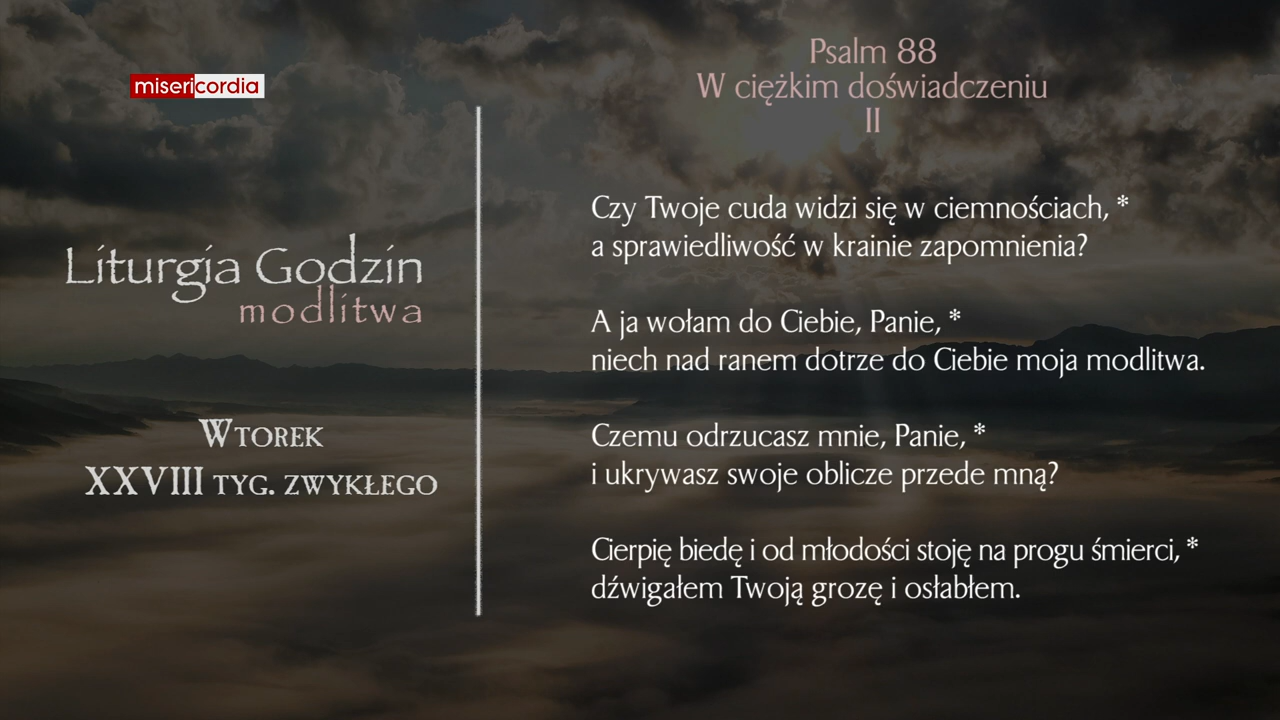 misericordia
Liturgia Godzin
modlitwa
Wtorek
XXVIII tyg. zwykłego
Psalm 88
W ciężkim doświadczeniu
II
Czy Twoje cuda widzi się w ciemnościach, *
a sprawiedliwość w krainie zapomnienia?
A ja wołam do Ciebie, Panie, *
niech nad ranem dotrze do Ciebie moja modlitwa.
Czemu odrzucasz mnie, Panie, *
i ukrywasz swoje oblicze przede mną?
Cierpię biedę i od młodości stoję na progu śmierci, *
dźwigałem Twoją grozę i osłabłem.